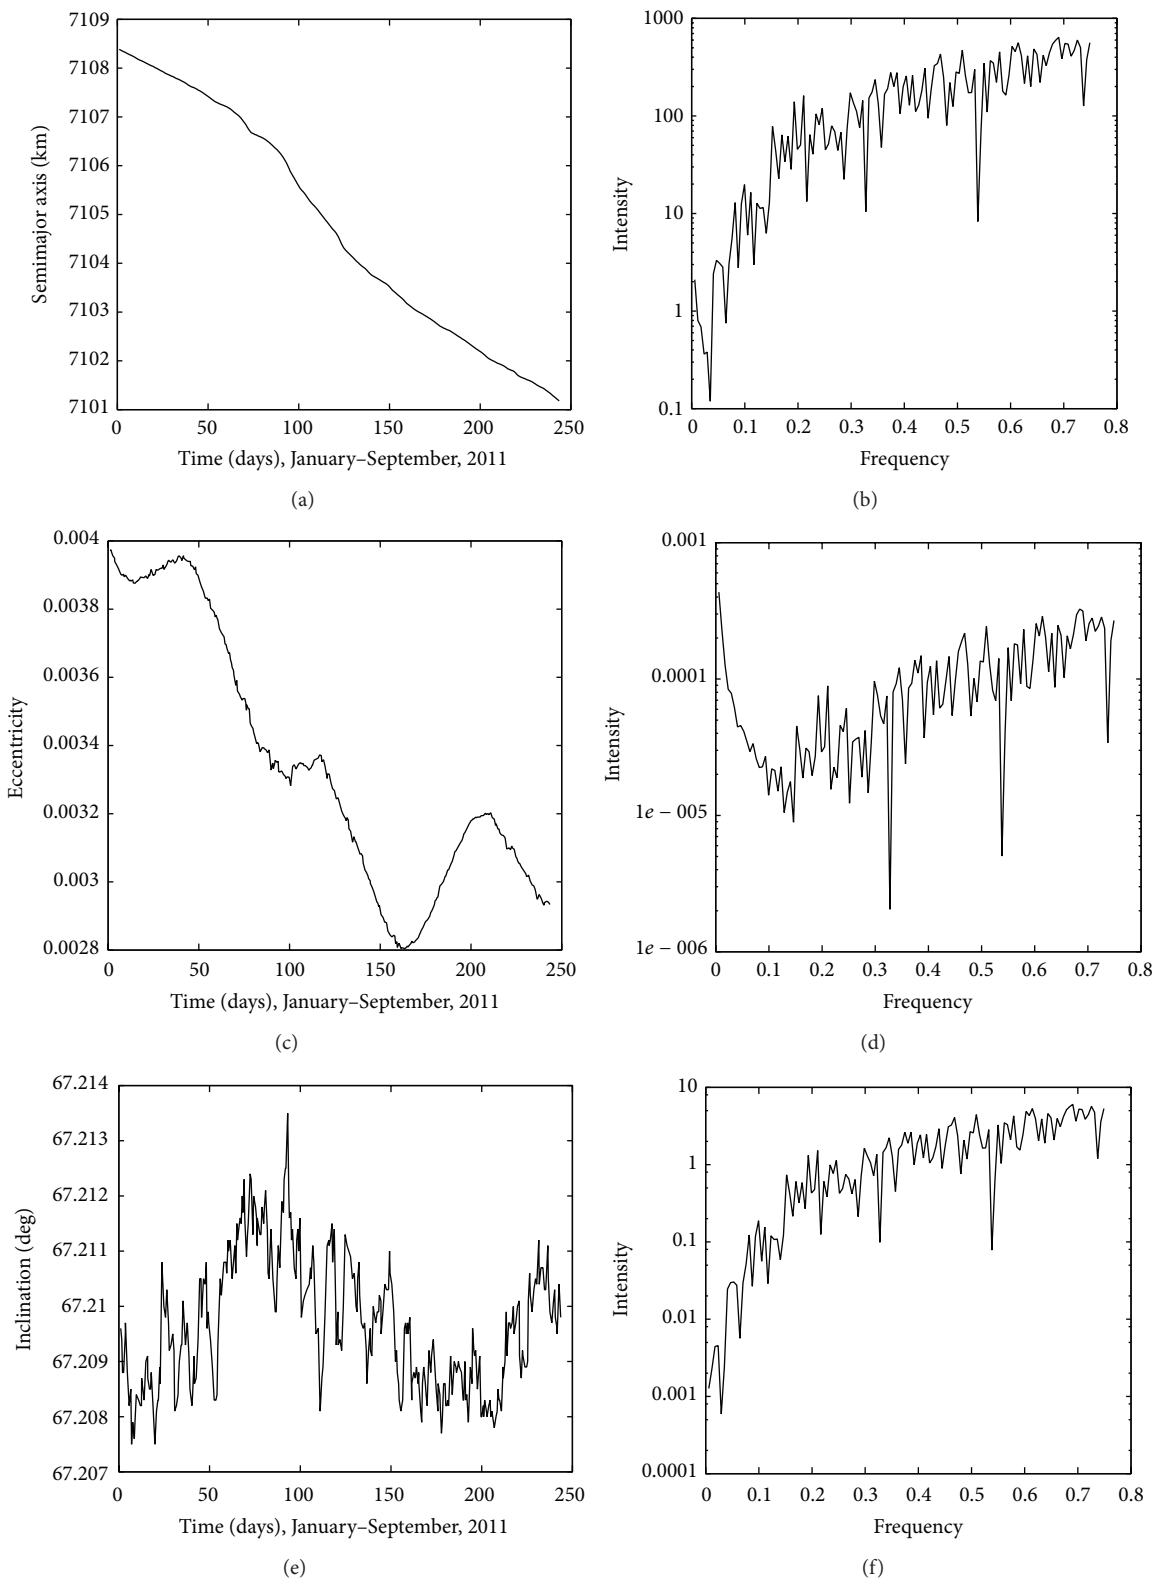 7109
7108
7107
7106
7105
7104
7103
7102
7101
Semimajor axis (km)
0 50 100 150 200 250
Time (days), January–September, 2011
(a)
1000
100
10
1
0.1
Intensity
0 0.1 0.2 0.3 0.4 0.5 0.6 0.7 0.8
Frequency
(b)
0.004
0.0038
0.0036
0.0034
0.0032
0.003
0.0028
Eccentricity
0 50 100 150 200 250
Time (days), January–September, 2011
(c)
0.001
0.0001
1e − 005
1e − 006
Intensity
0 0.1 0.2 0.3 0.4 0.5 0.6 0.7 0.8
Frequency
(d)
67.214
67.213
67.212
67.211
67.21
67.209
67.208
67.207
Inclination (deg)
0 50 100 150 200 250
Time (days), January–September, 2011
(e)
10
1
0.1
0.01
0.001
0.0001
Intensity
0 0.1 0.2 0.3 0.4 0.5 0.6 0.7 0.8
Frequency
(f)